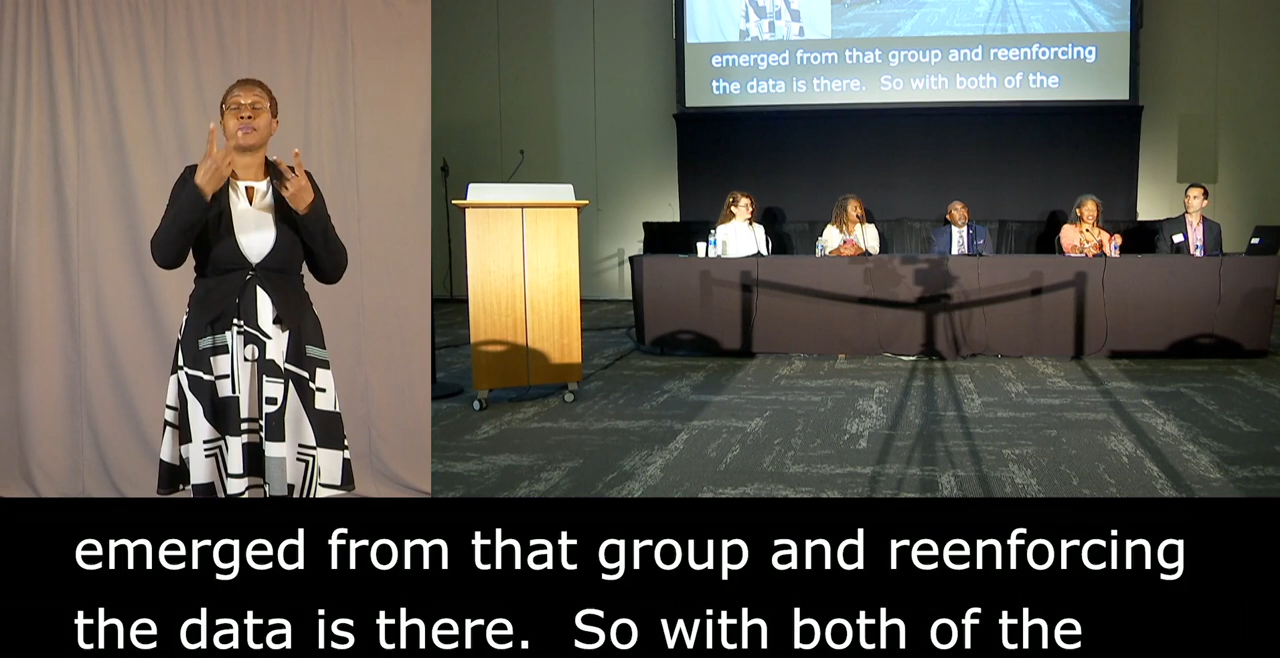 emerged from that group and reenforcing
the data is there.  So with both of the
emerged from that group and reenforcing
the data is there.  So with both of the